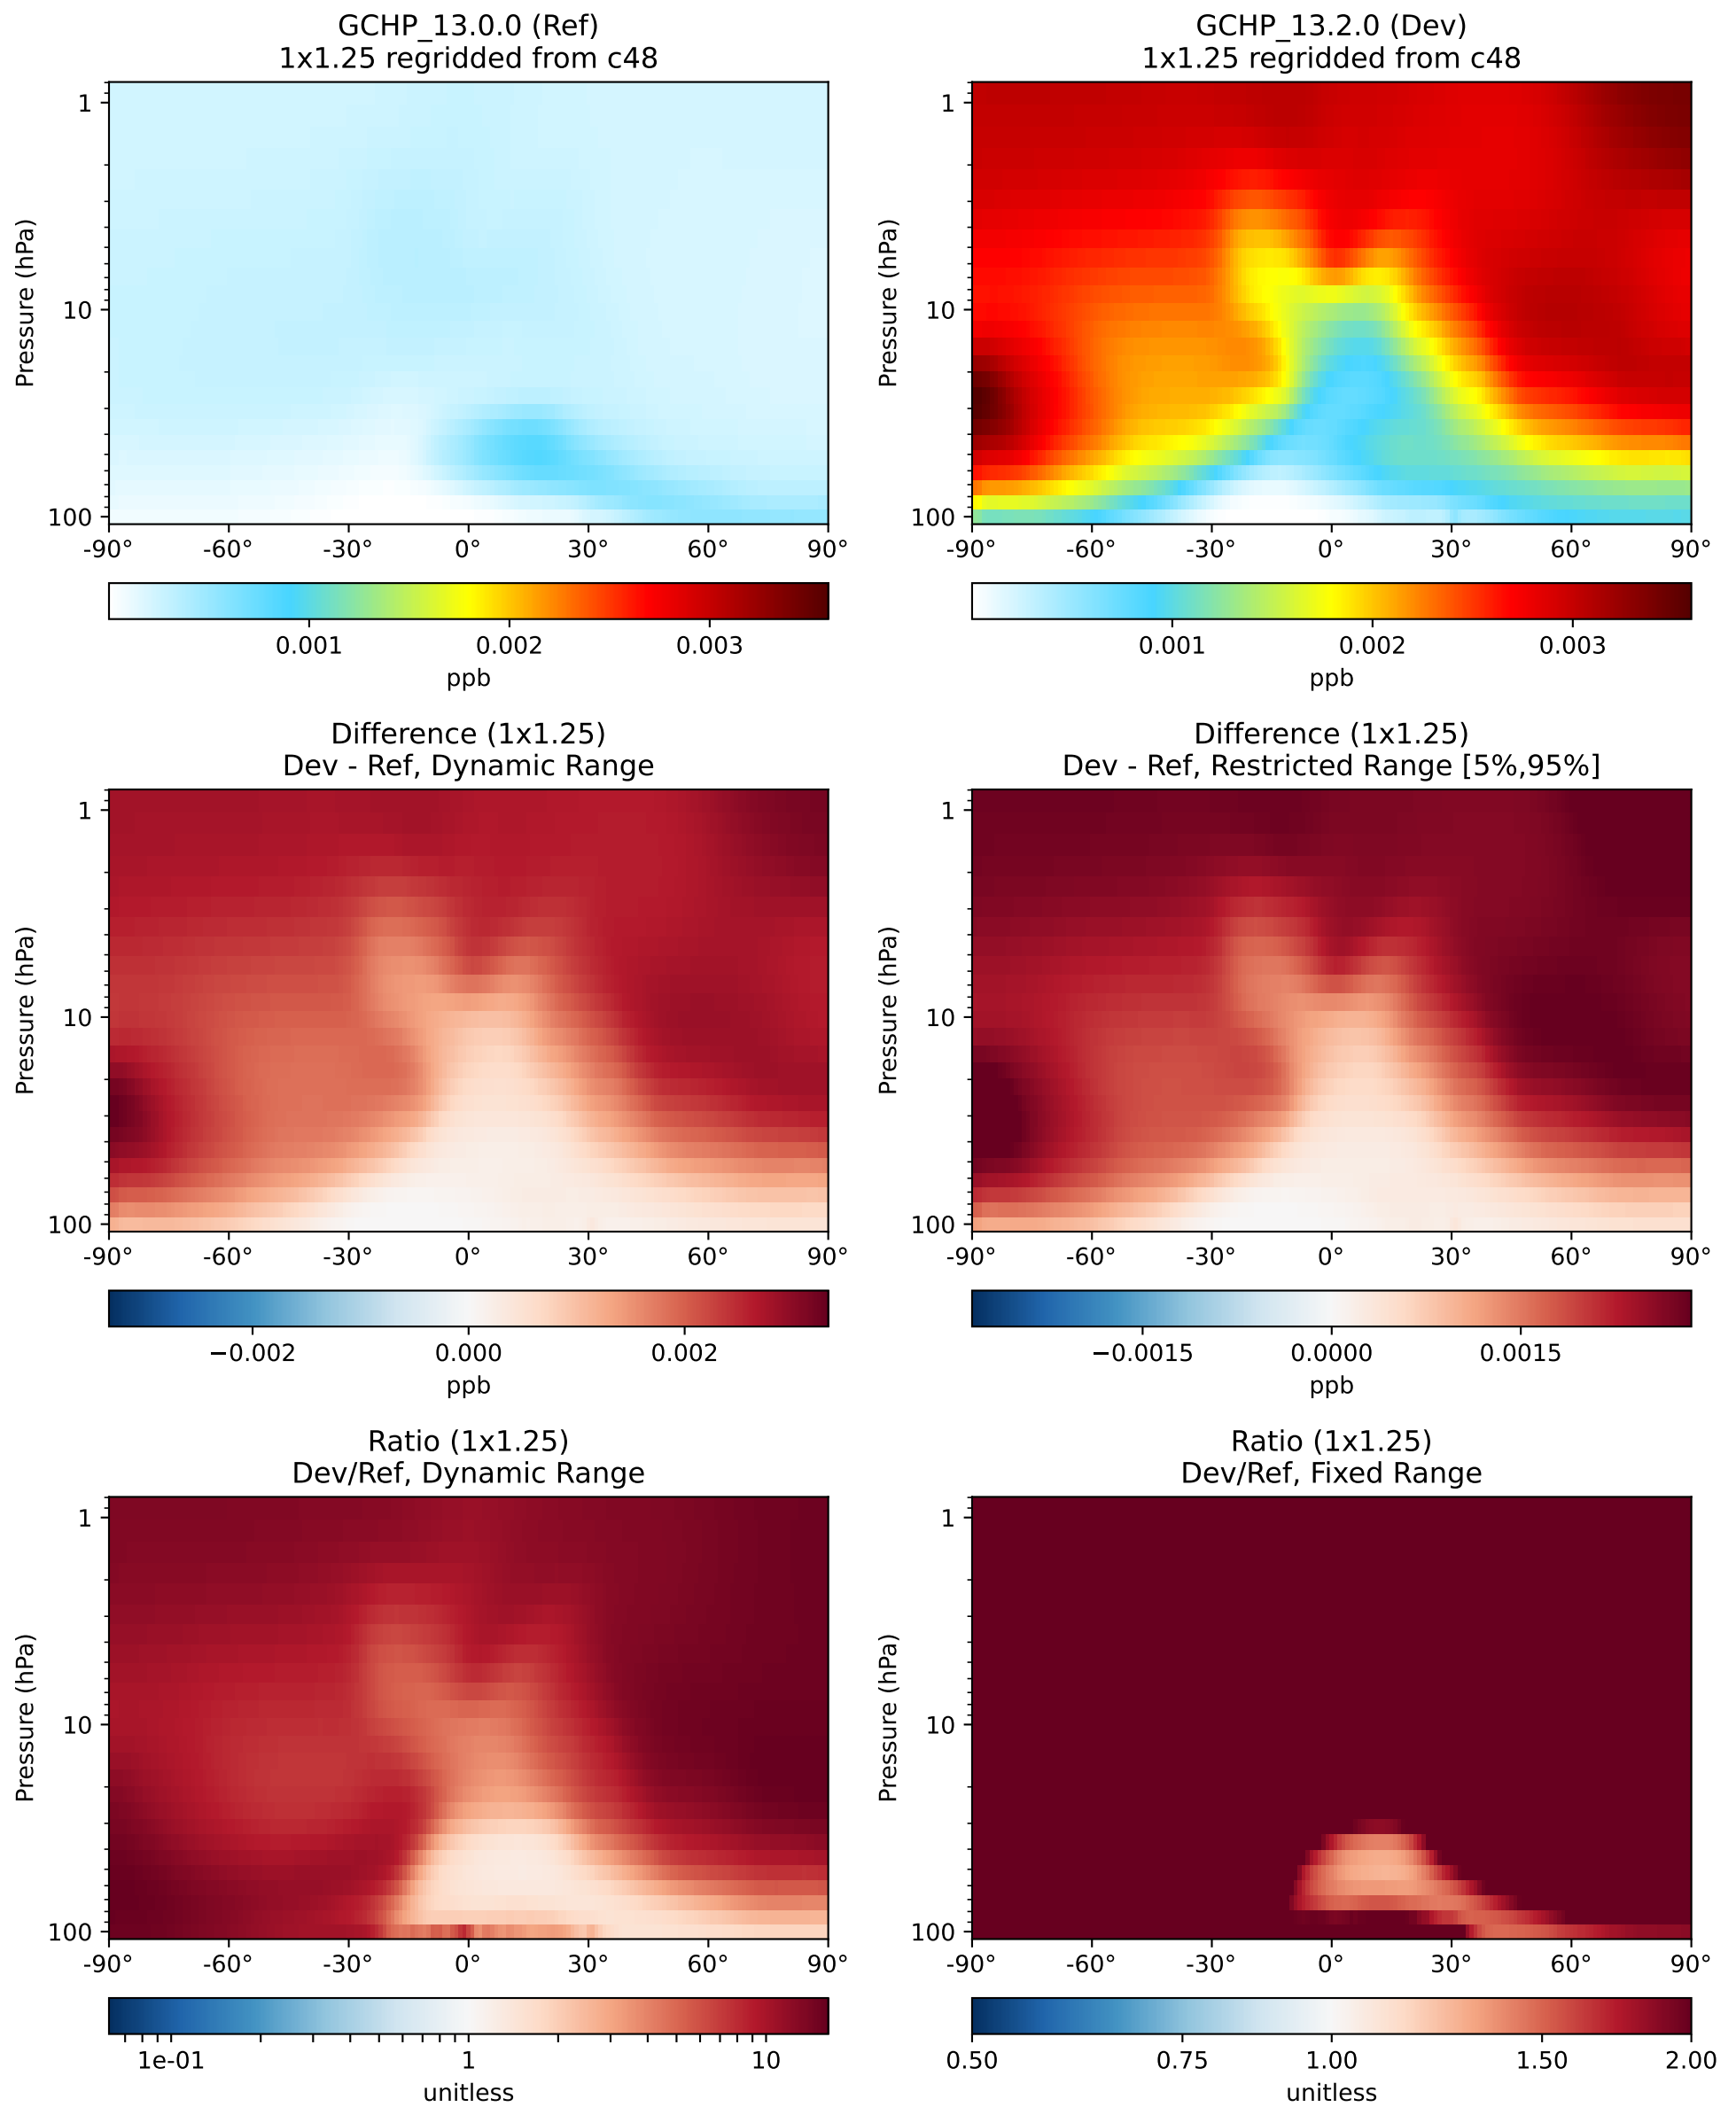 GCHP_13.0.0 (Ref)
1x1.25 regridded from c48
Pressure (hPa)
1
10
100
-90° -60° -30° 0° 30° 60° 90°
0.001 0.002 0.003
ppb
GCHP_13.2.0 (Dev)
1x1.25 regridded from c48
Pressure (hPa)
1
10
100
-90° -60° -30° 0° 30° 60° 90°
0.001 0.002 0.003
ppb
Difference (1x1.25)
Dev - Ref, Dynamic Range
Pressure (hPa)
1
10
100
-90° -60° -30° 0° 30° 60° 90°
−0.002 0.000 0.002
ppb
Difference (1x1.25)
Dev - Ref, Restricted Range [5%,95%]
Pressure (hPa)
1
10
100
-90° -60° -30° 0° 30° 60° 90°
−0.0015 0.0000 0.0015
ppb
Ratio (1x1.25)
Dev/Ref, Dynamic Range
Pressure (hPa)
1
10
100
-90° -60° -30° 0° 30° 60° 90°
1e-01 1 10
unitless
Ratio (1x1.25)
Dev/Ref, Fixed Range
Pressure (hPa)
1
10
100
-90° -60° -30° 0° 30° 60° 90°
0.50 0.75 1.00 1.50 2.00
unitless